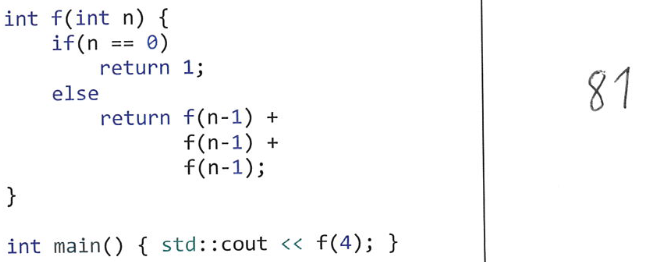 int f(int n) {
    if(n == 0)
        return 1;
    else
        return f(n-1) +
               f(n-1) +
               f(n-1);
}
81
int main() { std::cout << f(4); }